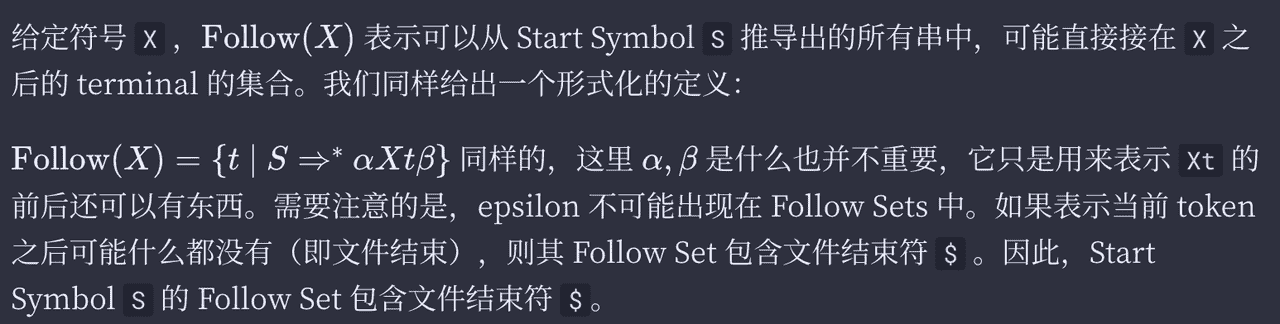 给定符号 X ，Follow(X) 表示可以从 Start Symbol S 推导出的所有串中，可能直接接在 X 之
后的 terminal 的集合。我们同样给出一个形式化的定义：
Follow(X) = {t | S ⇒* αXtβ} 同样的，这里 α, β 是什么也并不重要，它只是用来表示 Xt 的
前后还可以有东西。需要注意的是，epsilon 不可能出现在 Follow Sets 中。如果表示当前 token
之后可能什么都没有（即文件结束），则其 Follow Set 包含文件结束符 $ 。因此，Start
Symbol S 的 Follow Set 包含文件结束符 $ 。